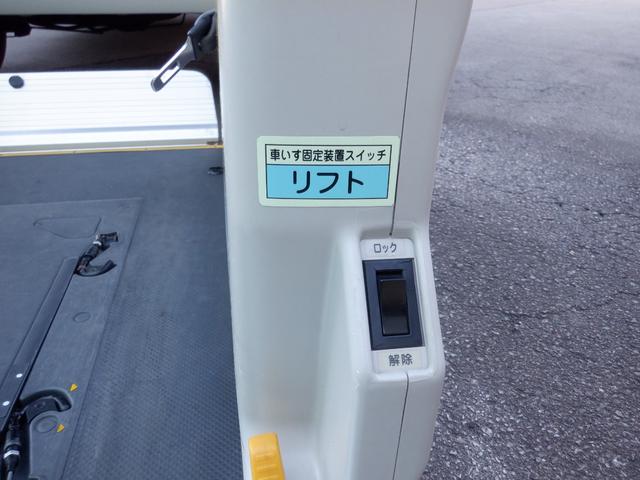 車いす固定装置スイッチ
リフト
ロック
解除